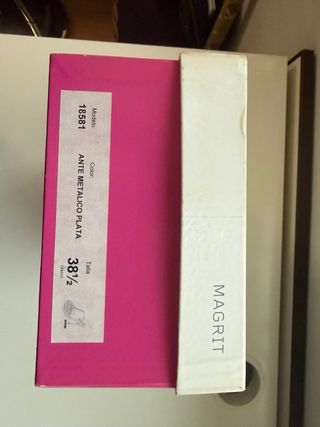 MAGRIT
Modelo:
18581
Color:
ANTE METALICO PLATA
Talla
38½